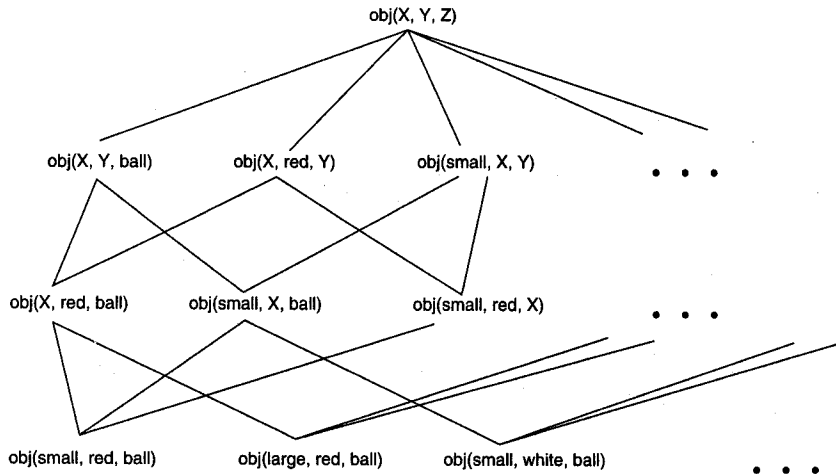 obj(X, Y, Z)
obj(X, Y, ball) obj(X, red, Y) obj(small, X, Y) • • •
obj(X, red, ball) obj(small, X, ball) obj(small, red, X) • • •
obj(small, red, ball) obj(large, red, ball) obj(small, white, ball) • • •